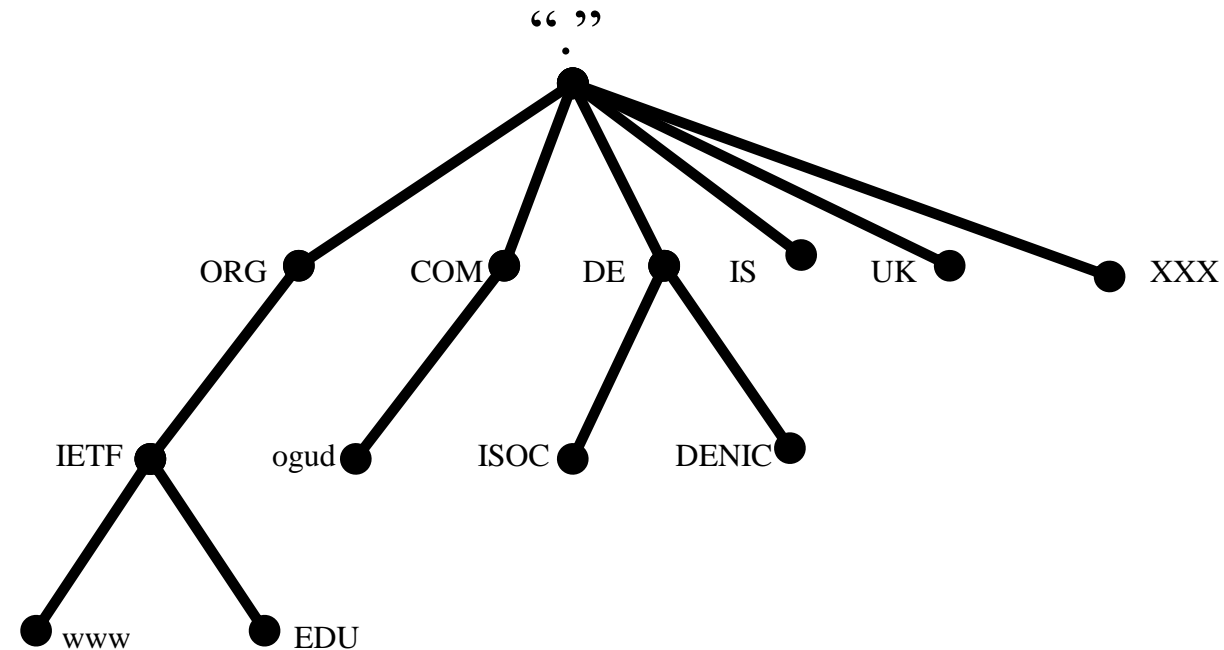 “.”
ORG COM DE IS UK XXX
IETF ogud ISOC DENIC
www EDU